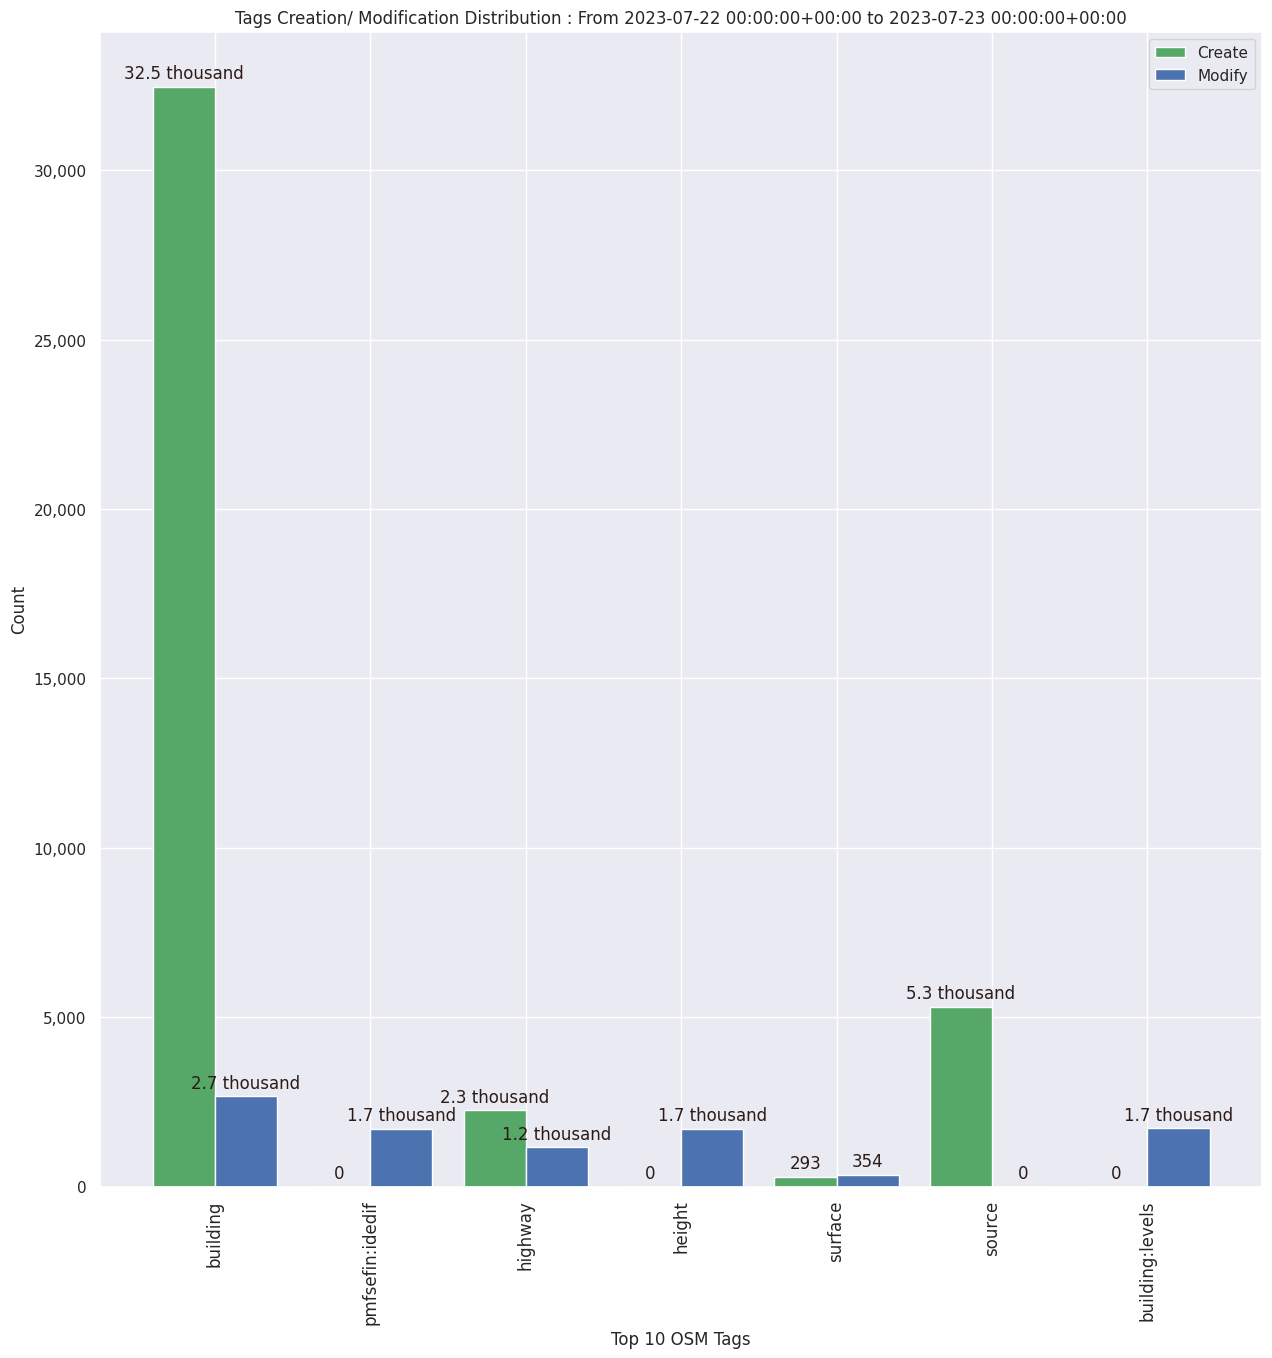 Tags Creation/ Modification Distribution : From 2023-07-22 00:00:00+00:00 to 2023-07-23 00:00:00+00:00
Create
Modify
32.5 thousand
30,000
25,000
20,000
15,000
10,000
5,000
0
Count
2.7 thousand
0
1.7 thousand
2.3 thousand
1.2 thousand
0
1.7 thousand
293
354
5.3 thousand
0
0
1.7 thousand
building
pmfsefin:idedif
highway
height
surface
source
building:levels
Top 10 OSM Tags